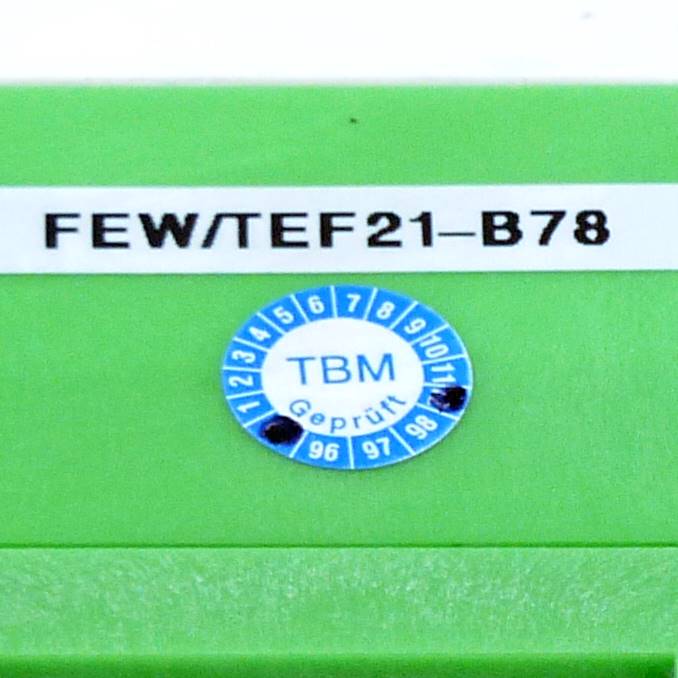 FEW/TEF21–B78
1 2 3 4 5 6 7 8 9 10 11
TBM
Geprüft
96 97 98